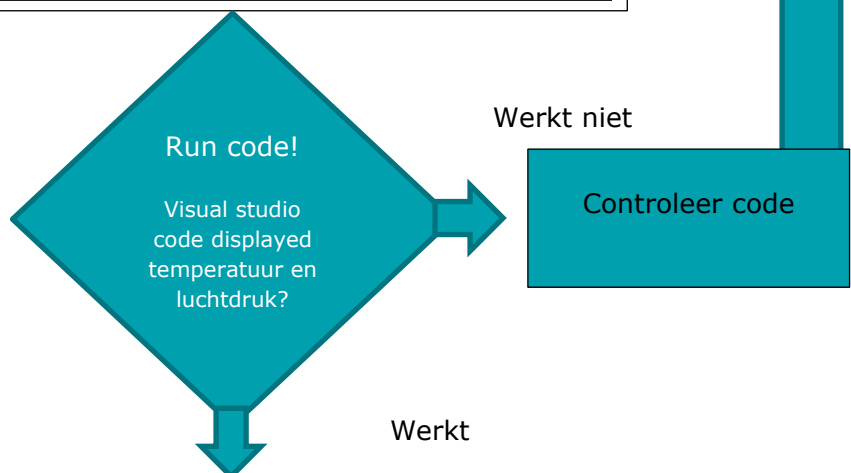 Run code!
Visual studio
code displayed
temperatuur en
luchtdruk?
Werkt niet
Controleer code
Werkt